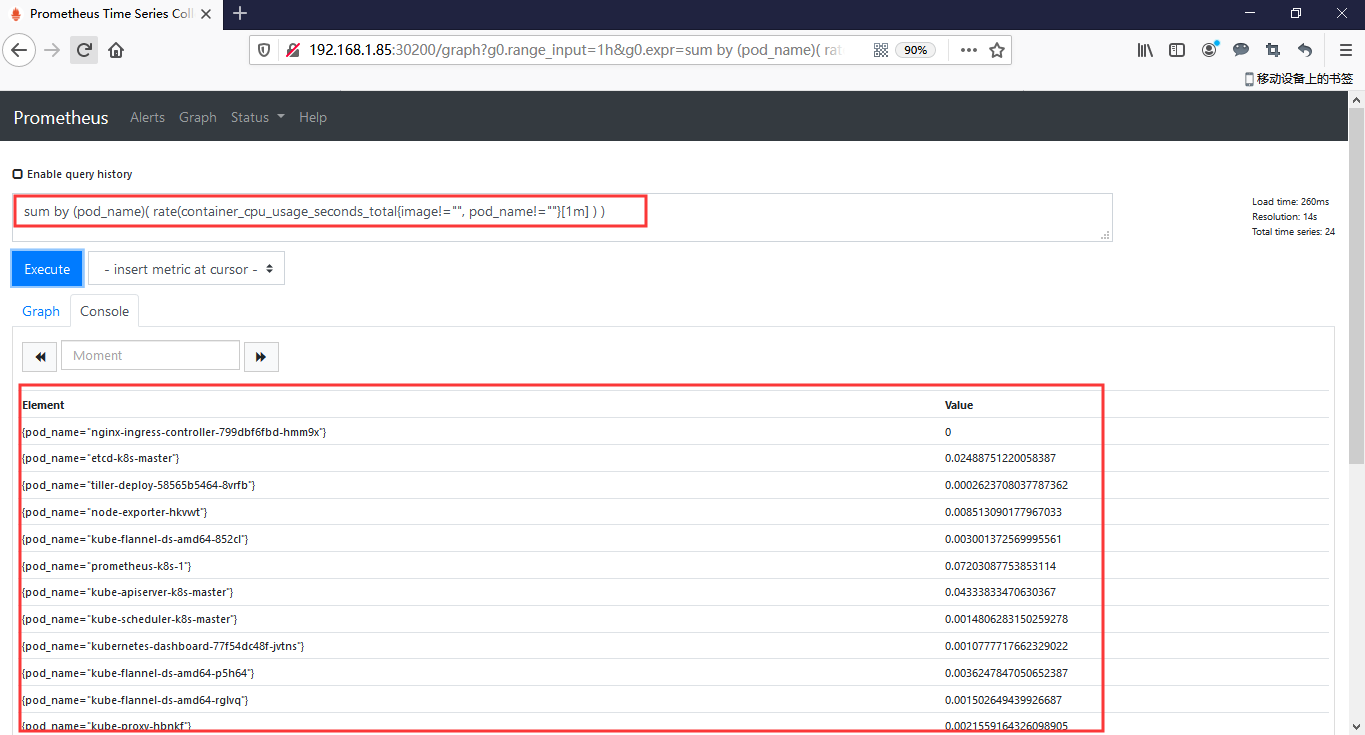 Prometheus Time Series Coll
192.168.1.85:30200/graph?g0.range_input=1h&g0.expr=sum by (pod_name)( rat
90%
移动设备上的书签
Prometheus Alerts Graph Status Help
Enable query history
sum by (pod_name)( rate(container_cpu_usage_seconds_total{image!="", pod_name!=""}[1m] ) )
Load time: 260ms
Resolution: 14s
Total time series: 24
Execute - insert metric at cursor -
Graph Console
Moment
Element Value
{pod_name="nginx-ingress-controller-799dbf6fbd-hmm9x"} 0
{pod_name="etcd-k8s-master"} 0.02488751220058387
{pod_name="tiller-deploy-58565b5464-8vrfb"} 0.0002623708037787362
{pod_name="node-exporter-hkvwt"} 0.008513090177967033
{pod_name="kube-flannel-ds-amd64-852cl"} 0.003001372569995561
{pod_name="prometheus-k8s-1"} 0.07203087753853114
{pod_name="kube-apiserver-k8s-master"} 0.04333833470630367
{pod_name="kube-scheduler-k8s-master"} 0.0014806283150259278
{pod_name="kubernetes-dashboard-77f54dc48f-jvtns"} 0.0010777717662329022
{pod_name="kube-flannel-ds-amd64-p5h64"} 0.0036247847050652387
{pod_name="kube-flannel-ds-amd64-rglvq"} 0.001502649439926687
{pod_name="kube-proxy-hbnkf"} 0.0021559164326098905